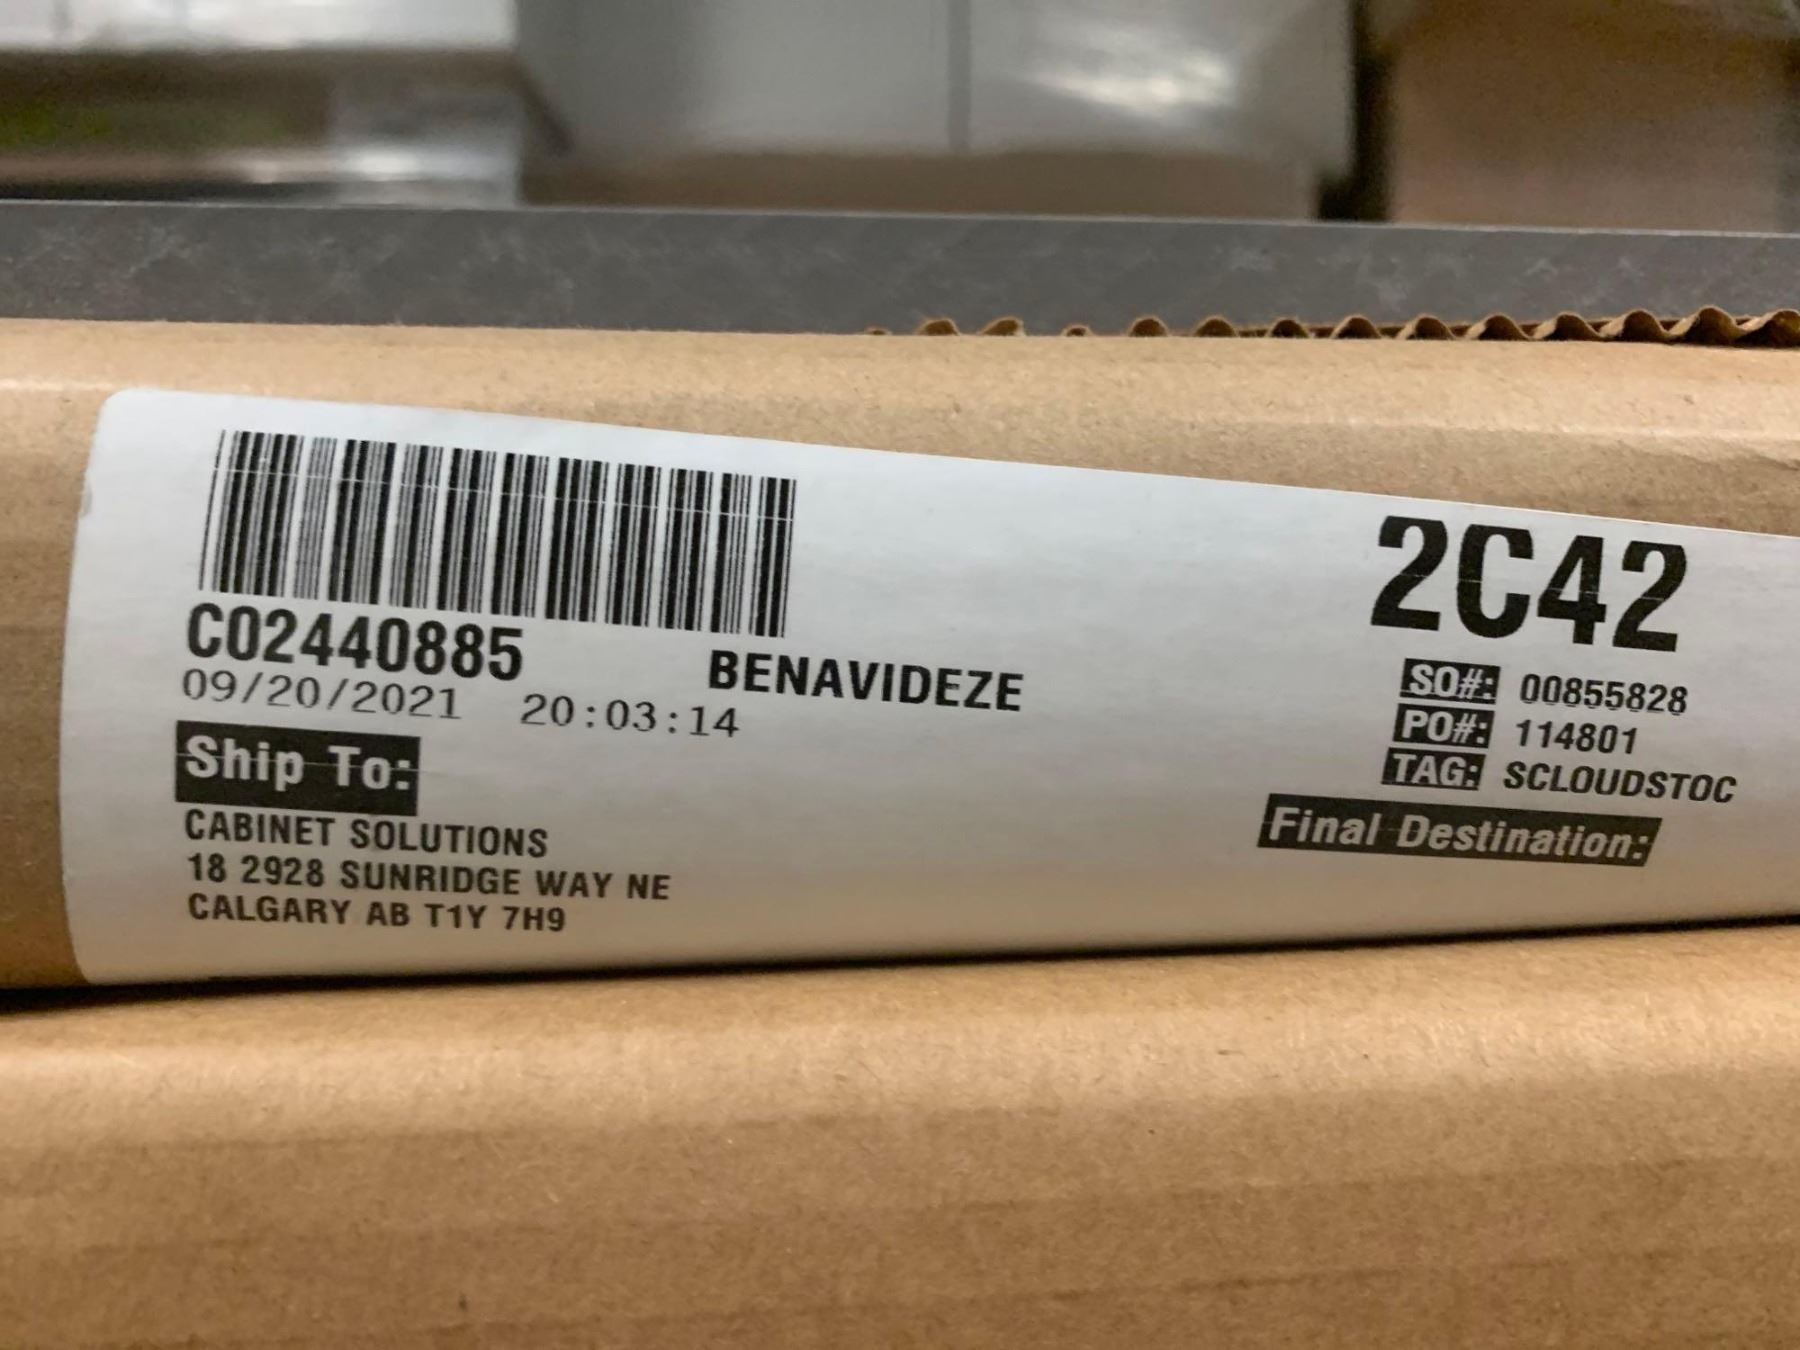 C02440885
09/20/2021 20:03:14
BENAVIDEZE
Ship To:
CABINET SOLUTIONS
18 2928 SUNRIDGE WAY NE
CALGARY AB T1Y 7H9
2C42
SO#: 00855828
PO#: 114801
TAG: SCLOUDSTOC
Final Destination: